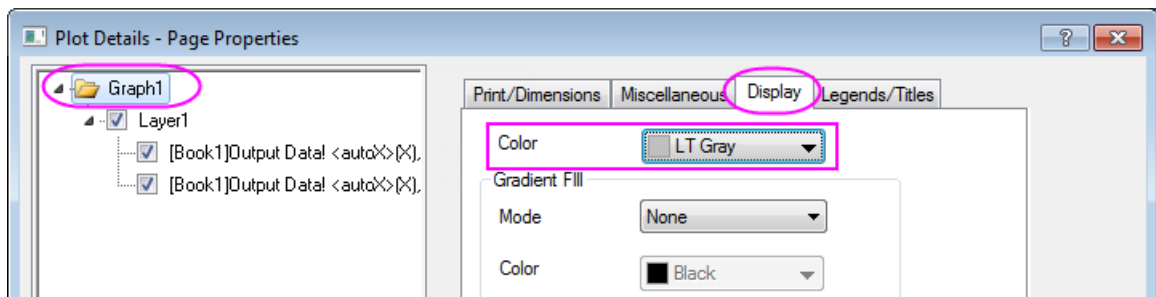 Plot Details - Page Properties
Graph1
Layer1
[Book1]Output Data! <autoX>(X),
[Book1]Output Data! <autoX>(X),
Print/Dimensions Miscellaneous Display Legends/Titles
Color LT Gray
Gradient Fill
Mode None
Color Black